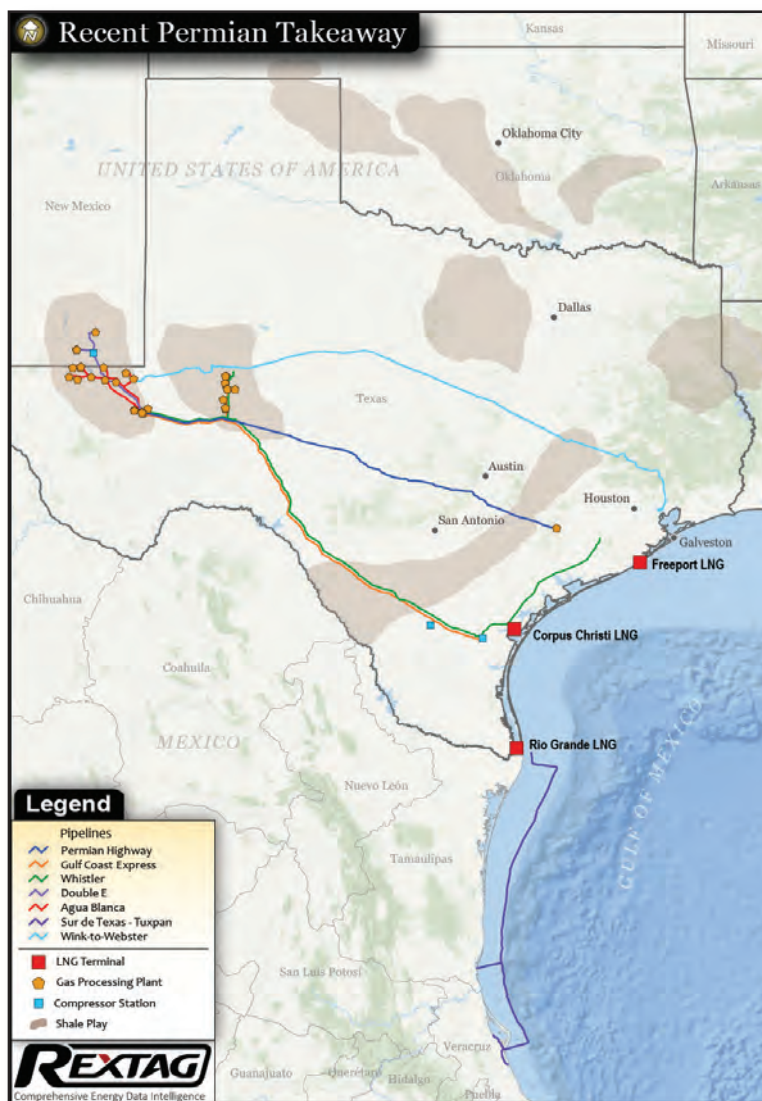 Recent Permian Takeaway
Kansas
Missouri
Oklahoma City
UNITED STATES OF AMERICA
Oklahoma
Arkansas
New Mexico
Dallas
Texas
Austin
Houston
San Antonio
Galveston
Freeport LNG
Chihuahua
Corpus Christi LNG
Coahuila
MEXICO
Rio Grande LNG
Nuevo León
GULF OF MEXICO
Tamaulipas
Legend
Pipelines
Permian Highway
Gulf Coast Express
Whistler
Double E
Agua Blanca
Sur de Texas - Tuxpan
Wink-to-Webster
LNG Terminal
Gas Processing Plant
Compressor Station
Shale Play
San Luis Potosí
Veracruz
Guanajuato
Querétaro
Hidalgo
Puebla
REXTAG
Comprehensive Energy Data Intelligence